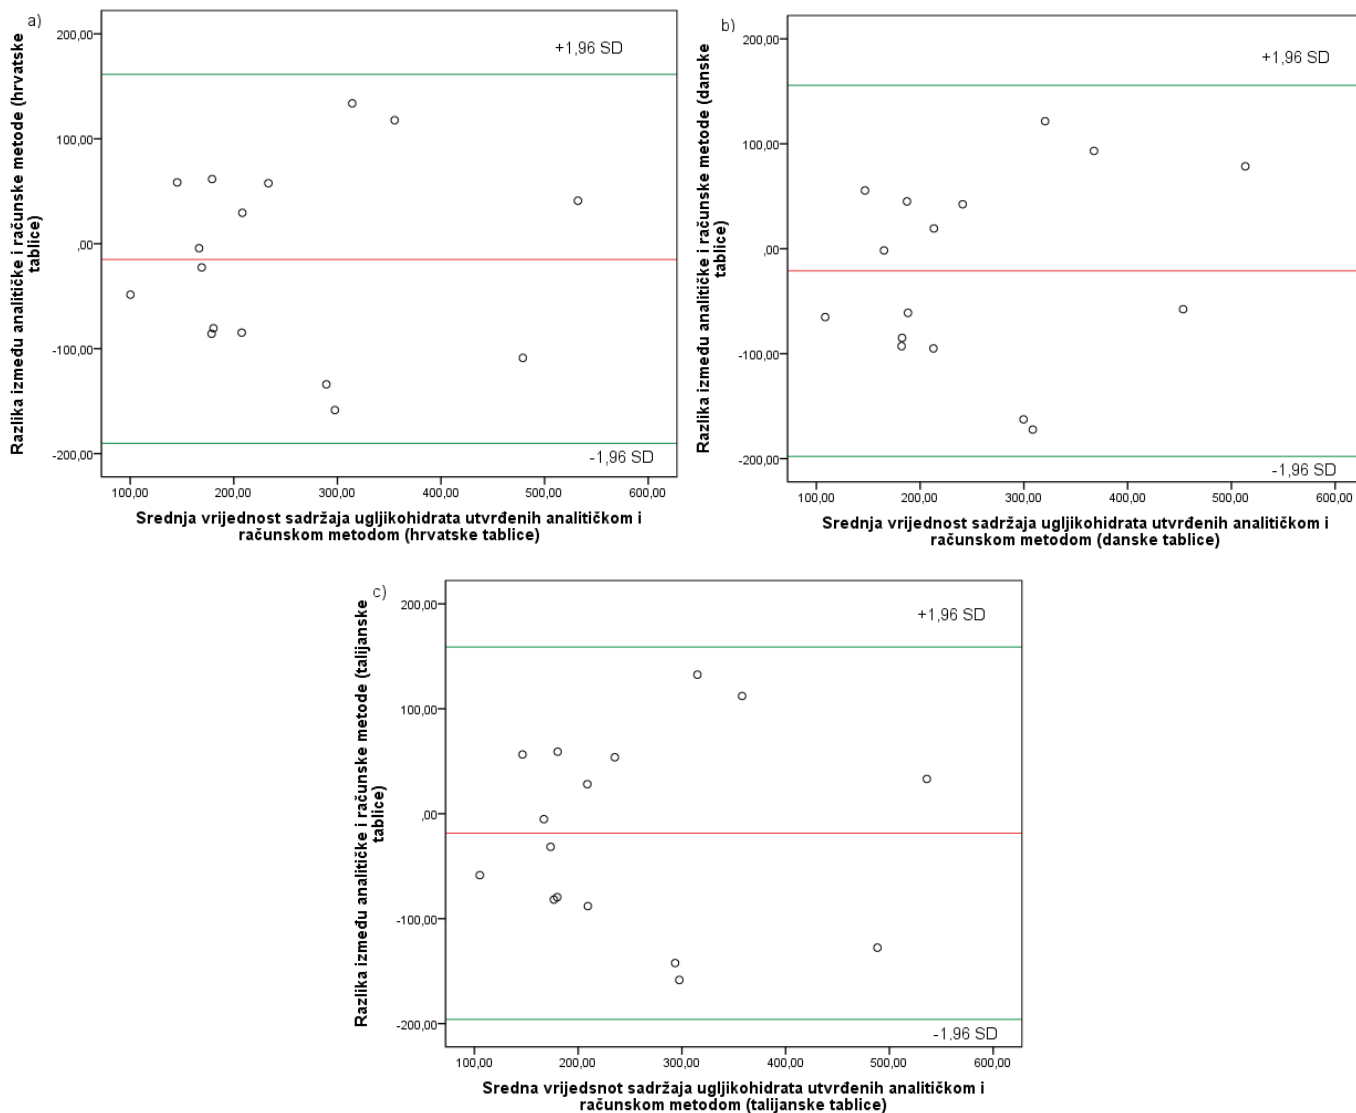 a)
Razlika između analitičke i računske metode (hrvatske
tablice)
200,00
100,00
,00
-100,00
-200,00
+1,96 SD
-1,96 SD
100,00 200,00 300,00 400,00 500,00 600,00
Srednja vrijednost sadržaja ugljikohidrata utvrđenih analitičkom i
računskom metodom (hrvatske tablice)
b)
Razlika između analitičke i računske metode (danske
tablice)
200,00
100,00
,00
-100,00
-200,00
+1,96 SD
-1,96 SD
100,00 200,00 300,00 400,00 500,00 600,00
Srednja vrijednost sadržaja ugljikohidrata utvrđenih analitičkom i
računskom metodom (danske tablice)
c)
Razlika između analitičke i računske metode (talijanske
tablice)
200,00
100,00
,00
-100,00
-200,00
+1,96 SD
-1,96 SD
100,00 200,00 300,00 400,00 500,00 600,00
Sredna vrijedsnot sadržaja ugljikohidrata utvrđenih analitičkom i
računskom metodom (talijanske tablice)